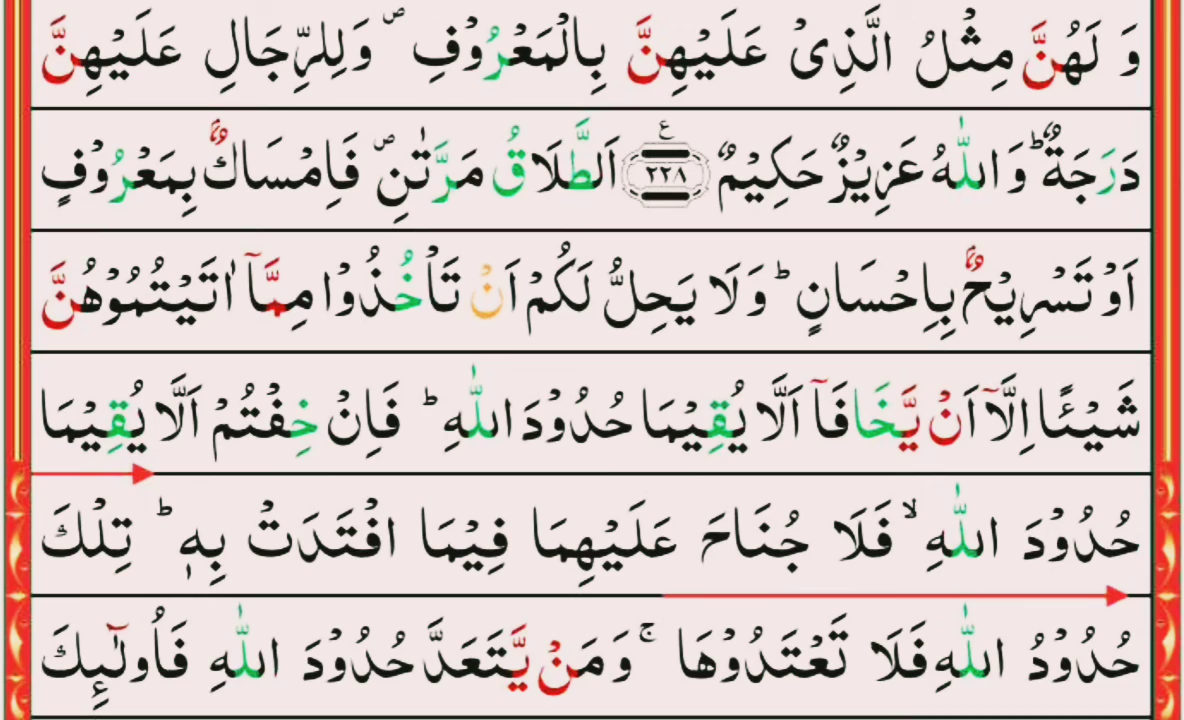 وَ لَهُنَّ مِثْلُ الَّذِیْ عَلَیْهِنَّ بِالْمَعْرُوْفِ ۪ وَلِلرِّجَالِ عَلَیْهِنَّ
دَرَجَةٌ ؕ وَ اللّٰهُ عَزِیْزٌ حَكِیْمٌ ۧ ﴿٢٢٨﴾ اَلطَّلَاقُ مَرَّتٰنِ ۪ فَاِمْسَاكٌۢ بِمَعْرُوْفٍ
اَوْ تَسْرِیْحٌۢ بِاِحْسَانٍ ؕ وَلَا یَحِلُّ لَكُمْ اَنْ تَاْخُذُوْا مِمَّاۤ اٰتَیْتُمُوْهُنَّ
شَیْـًٔا اِلَّاۤ اَنْ یَّخَافَاۤ اَلَّا یُقِیْمَا حُدُوْدَ اللّٰهِ ؕ فَاِنْ خِفْتُمْ اَلَّا یُقِیْمَا
حُدُوْدَ اللّٰهِ ۙ فَلَا جُنَاحَ عَلَیْهِمَا فِیْمَا افْتَدَتْ بِهٖ ؕ تِلْكَ
حُدُوْدُ اللّٰهِ فَلَا تَعْتَدُوْهَا ۚ وَمَنْ یَّتَعَدَّ حُدُوْدَ اللّٰهِ فَاُولٰٓىِٕكَ